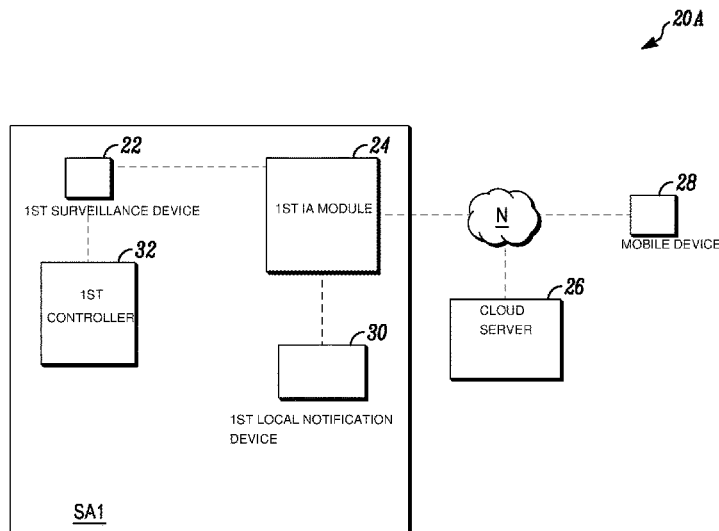 20A
22
24
1ST SURVEILLANCE DEVICE
1ST IA MODULE
N
28
MOBILE DEVICE
32
1ST
CONTROLLER
26
CLOUD
SERVER
30
1ST LOCAL NOTIFICATION
DEVICE
SA1